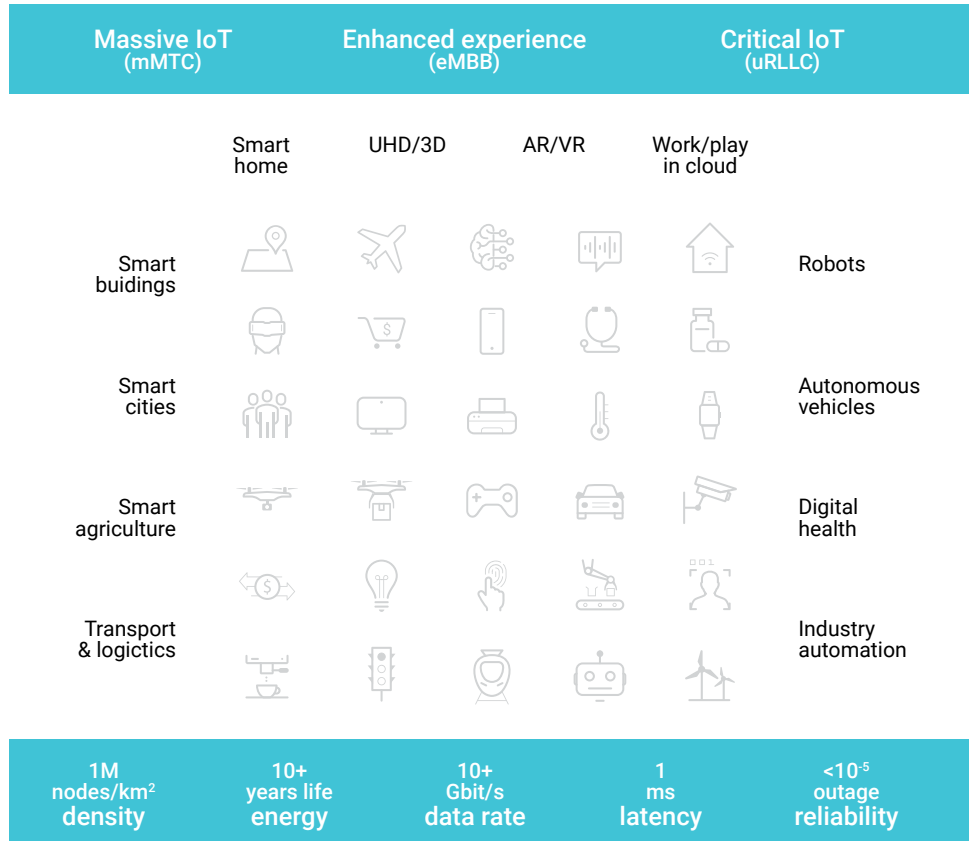 Massive IoT
(mMTC)
Enhanced experience
(eMBB)
Critical IoT
(uRLLC)
Smart
home
UHD/3D
AR/VR
Work/play
in cloud
Smart
buidings
Robots
Smart
cities
Autonomous
vehicles
Smart
agriculture
Digital
health
Transport
& logictics
Industry
automation
$
$
001
1M
nodes/km²
density
10+
years life
energy
10+
Gbit/s
data rate
1
ms
latency
<10⁻⁵
outage
reliability